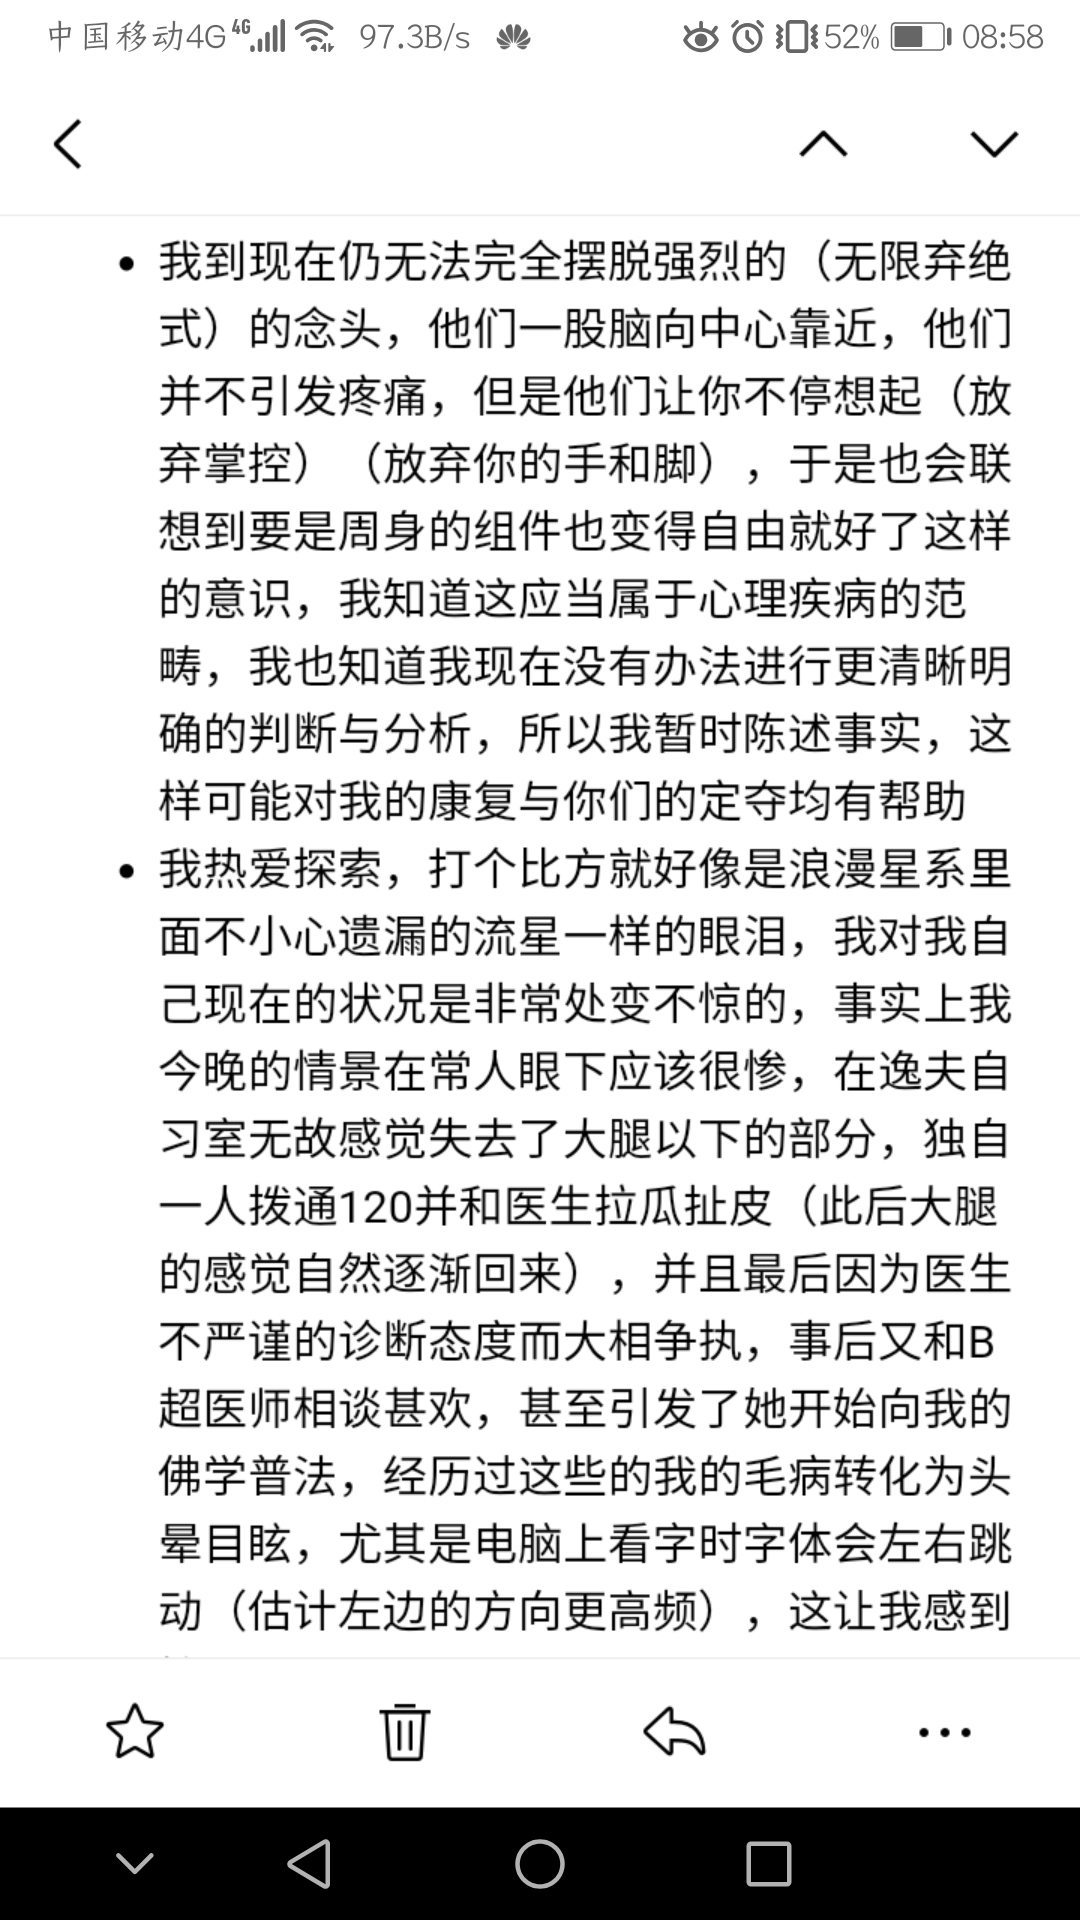 中国移动4G 4G 97.3B/s 52% 08:58
• 我到现在仍无法完全摆脱强烈的（无限弃绝
式）的念头，他们一股脑向中心靠近，他们
并不引发疼痛，但是他们让你不停想起（放
弃掌控）（放弃你的手和脚），于是也会联
想到要是周身的组件也变得自由就好了这样
的意识，我知道这应当属于心理疾病的范
畴，我也知道我现在没有办法进行更清晰明
确的判断与分析，所以我暂时陈述事实，这
样可能对我的康复与你们的定夺均有帮助
• 我热爱探索，打个比方就好像是浪漫星系里
面不小心遗漏的流星一样的眼泪，我对我自
己现在的状况是非常处变不惊的，事实上我
今晚的情景在常人眼下应该很惨，在逸夫自
习室无故感觉失去了大腿以下的部分，独自
一人拨通120并和医生拉瓜扯皮（此后大腿
的感觉自然逐渐回来），并且最后因为医生
不严谨的诊断态度而大相争执，事后又和B
超医师相谈甚欢，甚至引发了她开始向我的
佛学普法，经历过这些的我的毛病转化为头
晕目眩，尤其是电脑上看字时字体会左右跳
动（估计左边的方向更高频），这让我感到